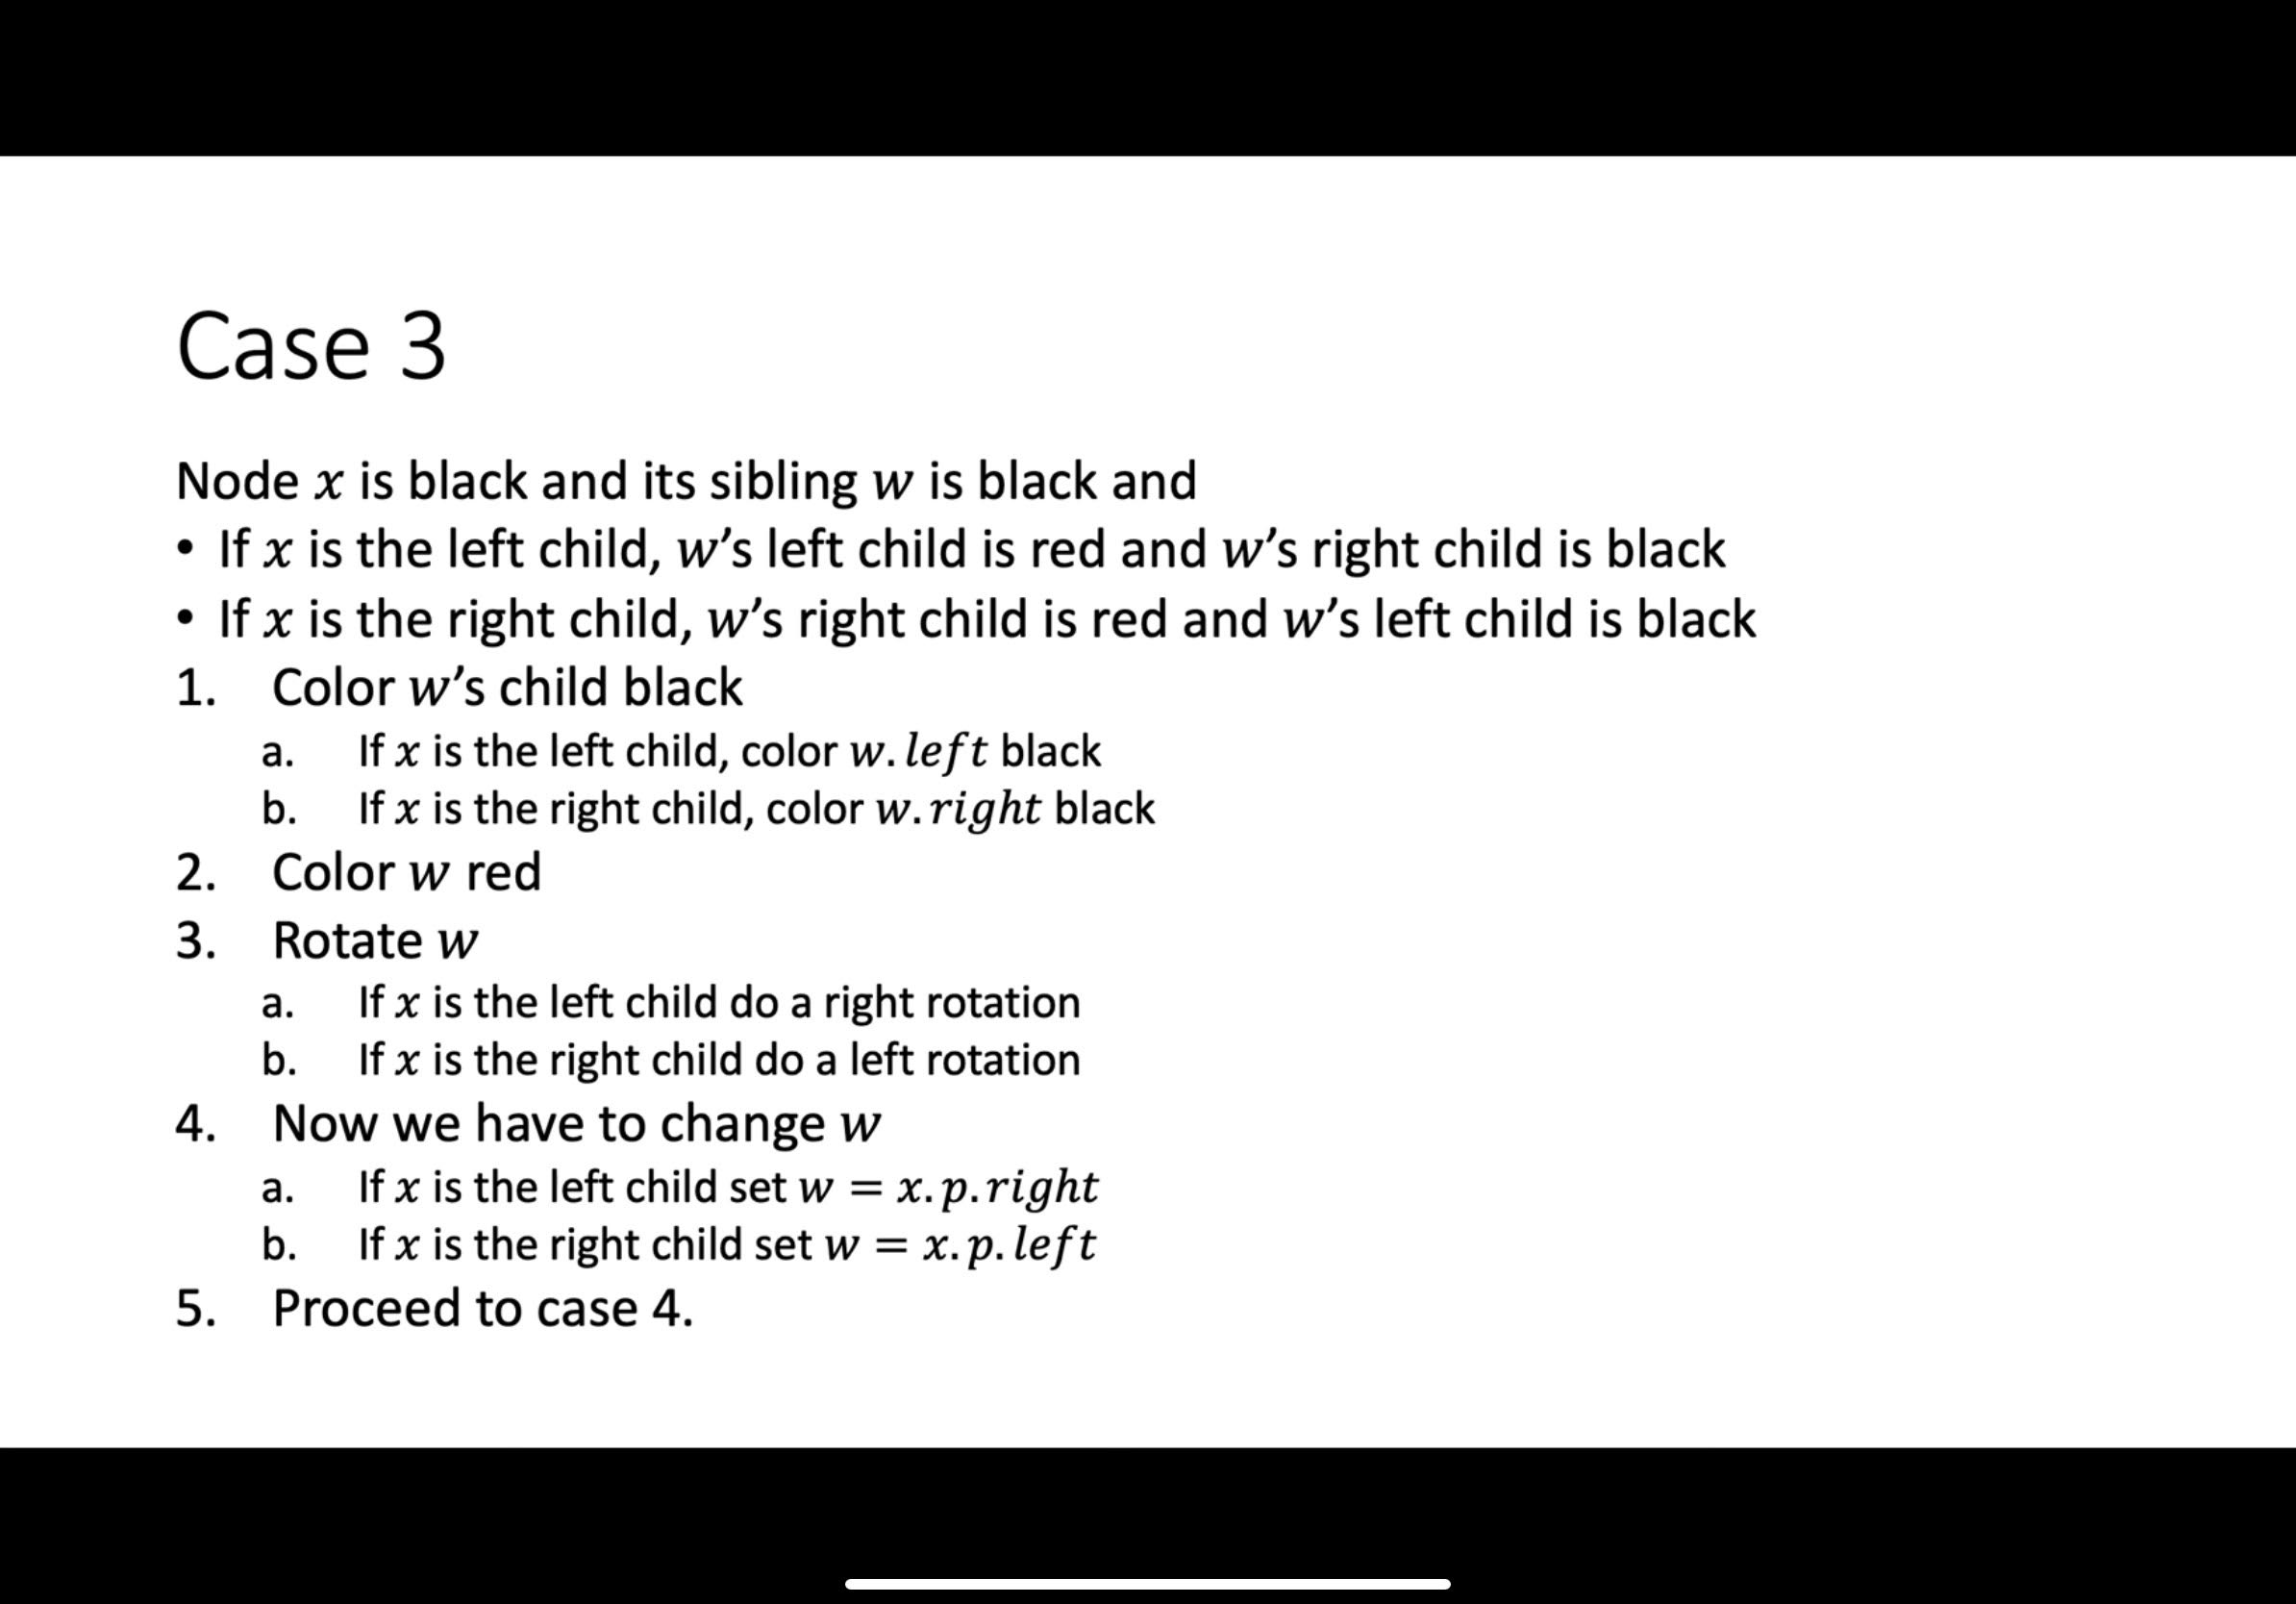 Case 3
Node x is black and its sibling w is black and
• If x is the left child, w’s left child is red and w’s right child is black
• If x is the right child, w’s right child is red and w’s left child is black
1. Color w’s child black
a. If x is the left child, color w.left black
b. If x is the right child, color w.right black
2. Color w red
3. Rotate w
a. If x is the left child do a right rotation
b. If x is the right child do a left rotation
4. Now we have to change w
a. If x is the left child set w = x.p.right
b. If x is the right child set w = x.p.left
5. Proceed to case 4.